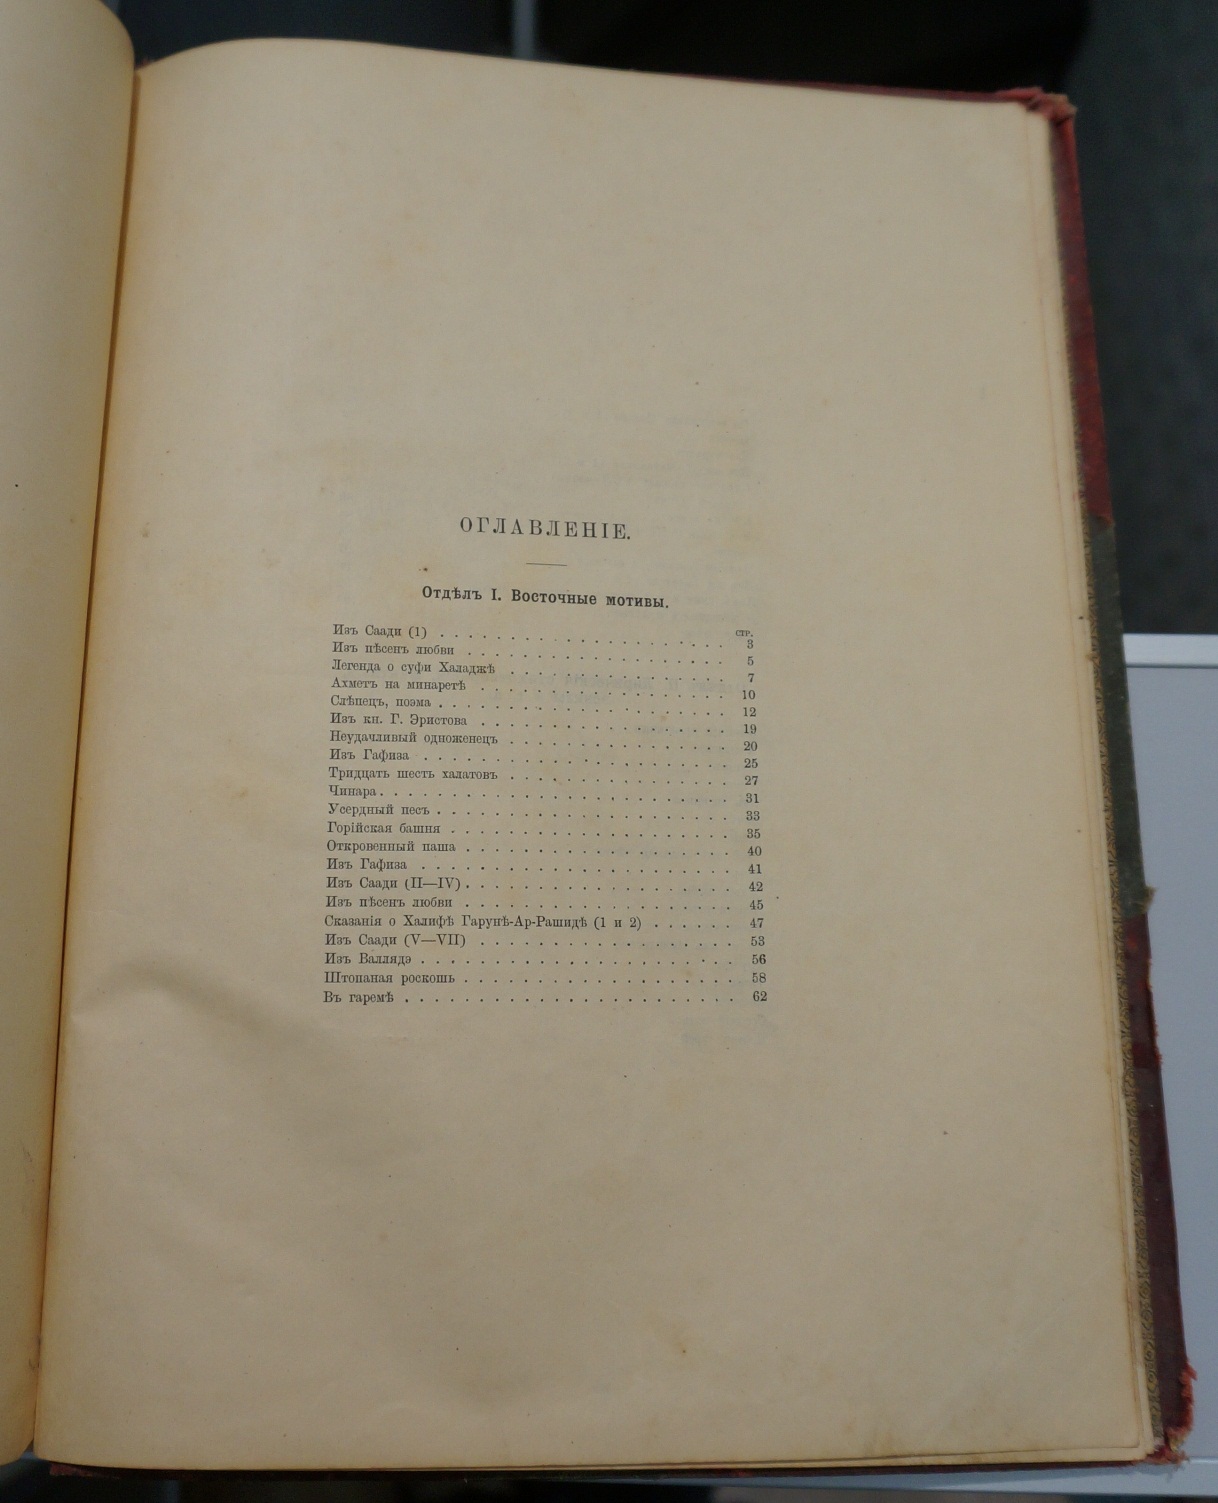 ОГЛАВЛЕНІЕ.
Отдѣлъ I. Восточные мотивы.
СТР.
Изъ Саади (1) . . . . . . . . . . . . . . . . . . . . 3
Изъ пѣсенъ любви . . . . . . . . . . . . . . . . . . 5
Легенда о суфи Халаджѣ . . . . . . . . . . . . . . . 7
Ахметъ на минаретѣ . . . . . . . . . . . . . . . . . 10
Слѣпецъ, поэма . . . . . . . . . . . . . . . . . . . . 12
Изъ кн. Г. Эристова . . . . . . . . . . . . . . . . . 19
Неудачливый одноженецъ . . . . . . . . . . . . . . . 20
Изъ Гафиза . . . . . . . . . . . . . . . . . . . . . 25
Тридцать шесть халатовъ . . . . . . . . . . . . . . . 27
Чинара . . . . . . . . . . . . . . . . . . . . . . . . 31
Усердный песъ . . . . . . . . . . . . . . . . . . . . 33
Горійская башня . . . . . . . . . . . . . . . . . . . 35
Откровенный паша . . . . . . . . . . . . . . . . . . 40
Изъ Гафиза . . . . . . . . . . . . . . . . . . . . . 41
Изъ Саади (II—IV) . . . . . . . . . . . . . . . . . . 42
Изъ пѣсенъ любви . . . . . . . . . . . . . . . . . . 45
Сказанія о Халифѣ Гарунѣ-Ар-Рашидѣ (1 и 2) . . . . . . 47
Изъ Саади (V—VII) . . . . . . . . . . . . . . . . . . 53
Изъ Валлядэ . . . . . . . . . . . . . . . . . . . . . 56
Штопаная роскошь . . . . . . . . . . . . . . . . . . 58
Въ гаремѣ . . . . . . . . . . . . . . . . . . . . . . 62